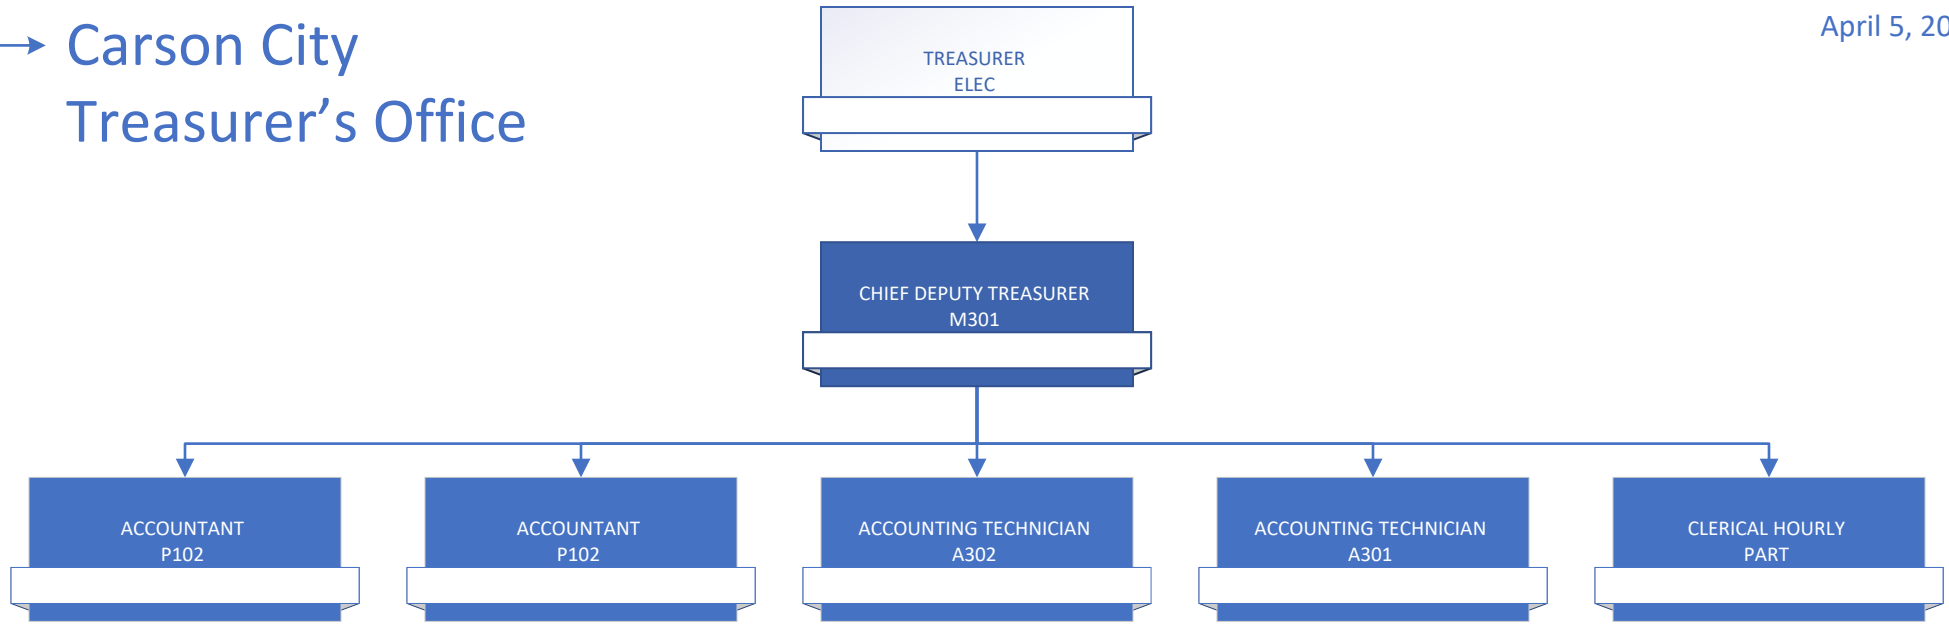 Carson City
Treasurer’s Office
April 5, 20
TREASURER
ELEC
CHIEF DEPUTY TREASURER
M301
ACCOUNTANT
P102
ACCOUNTANT
P102
ACCOUNTING TECHNICIAN
A302
ACCOUNTING TECHNICIAN
A301
CLERICAL HOURLY
PART